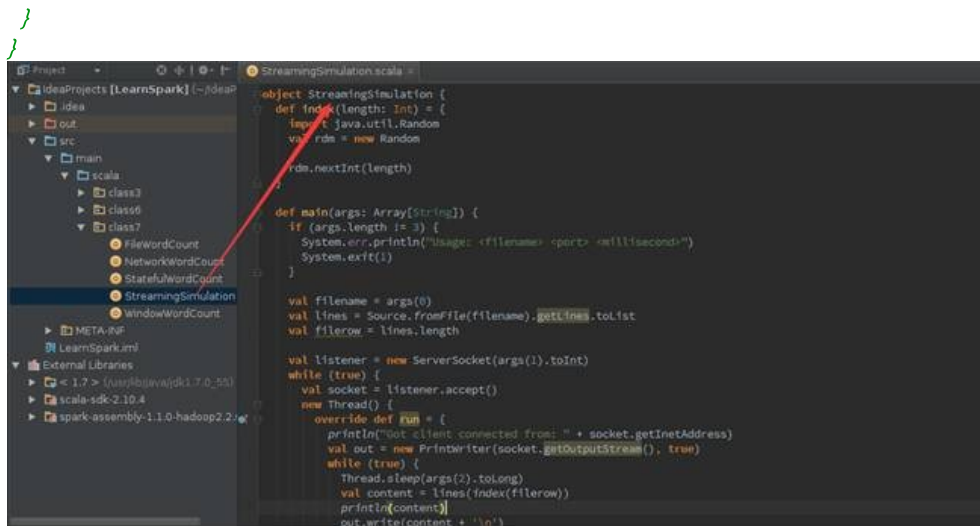 }
}
Project
StreamingSimulation.scala
IdeaProjects [LearnSpark] (~/IdeaP
.idea
out
src
main
scala
class3
class6
class7
FileWordCount
NetworkWordCount
StatefulWordCount
StreamingSimulation
WindowWordCount
META-INF
LearnSpark.iml
External Libraries
< 1.7 > (/usr/lib/java/jdk1.7.0_55)
scala-sdk-2.10.4
spark-assembly-1.1.0-hadoop2.2.
object StreamingSimulation {
def index(length: Int) = {
import java.util.Random
val rdm = new Random
rdm.nextInt(length)
}
def main(args: Array[String]) {
if (args.length != 3) {
System.err.println("Usage: <filename> <port> <millisecond>")
System.exit(1)
}
val filename = args(0)
val lines = Source.fromFile(filename).getLines.toList
val filerow = lines.length
val listener = new ServerSocket(args(1).toInt)
while (true) {
val socket = listener.accept()
new Thread() {
override def run = {
println("Got client connected from: " + socket.getInetAddress)
val out = new PrintWriter(socket.getOutputStream(), true)
while (true) {
Thread.sleep(args(2).toLong)
val content = lines(index(filerow))
println(content)
out.write(content + '\n')